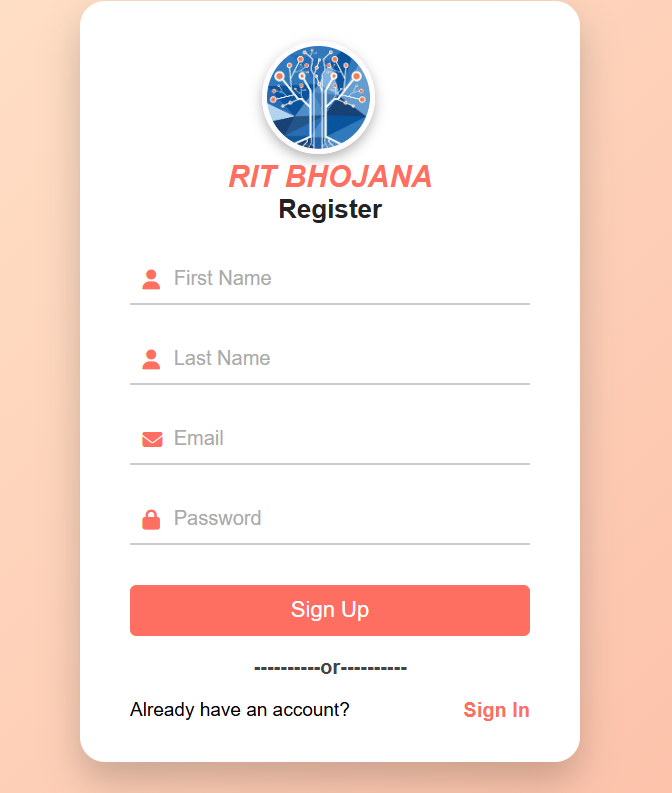 RIT BHOJANA
Register
First Name
Last Name
Email
Password
Sign Up
----------or----------
Already have an account? Sign In